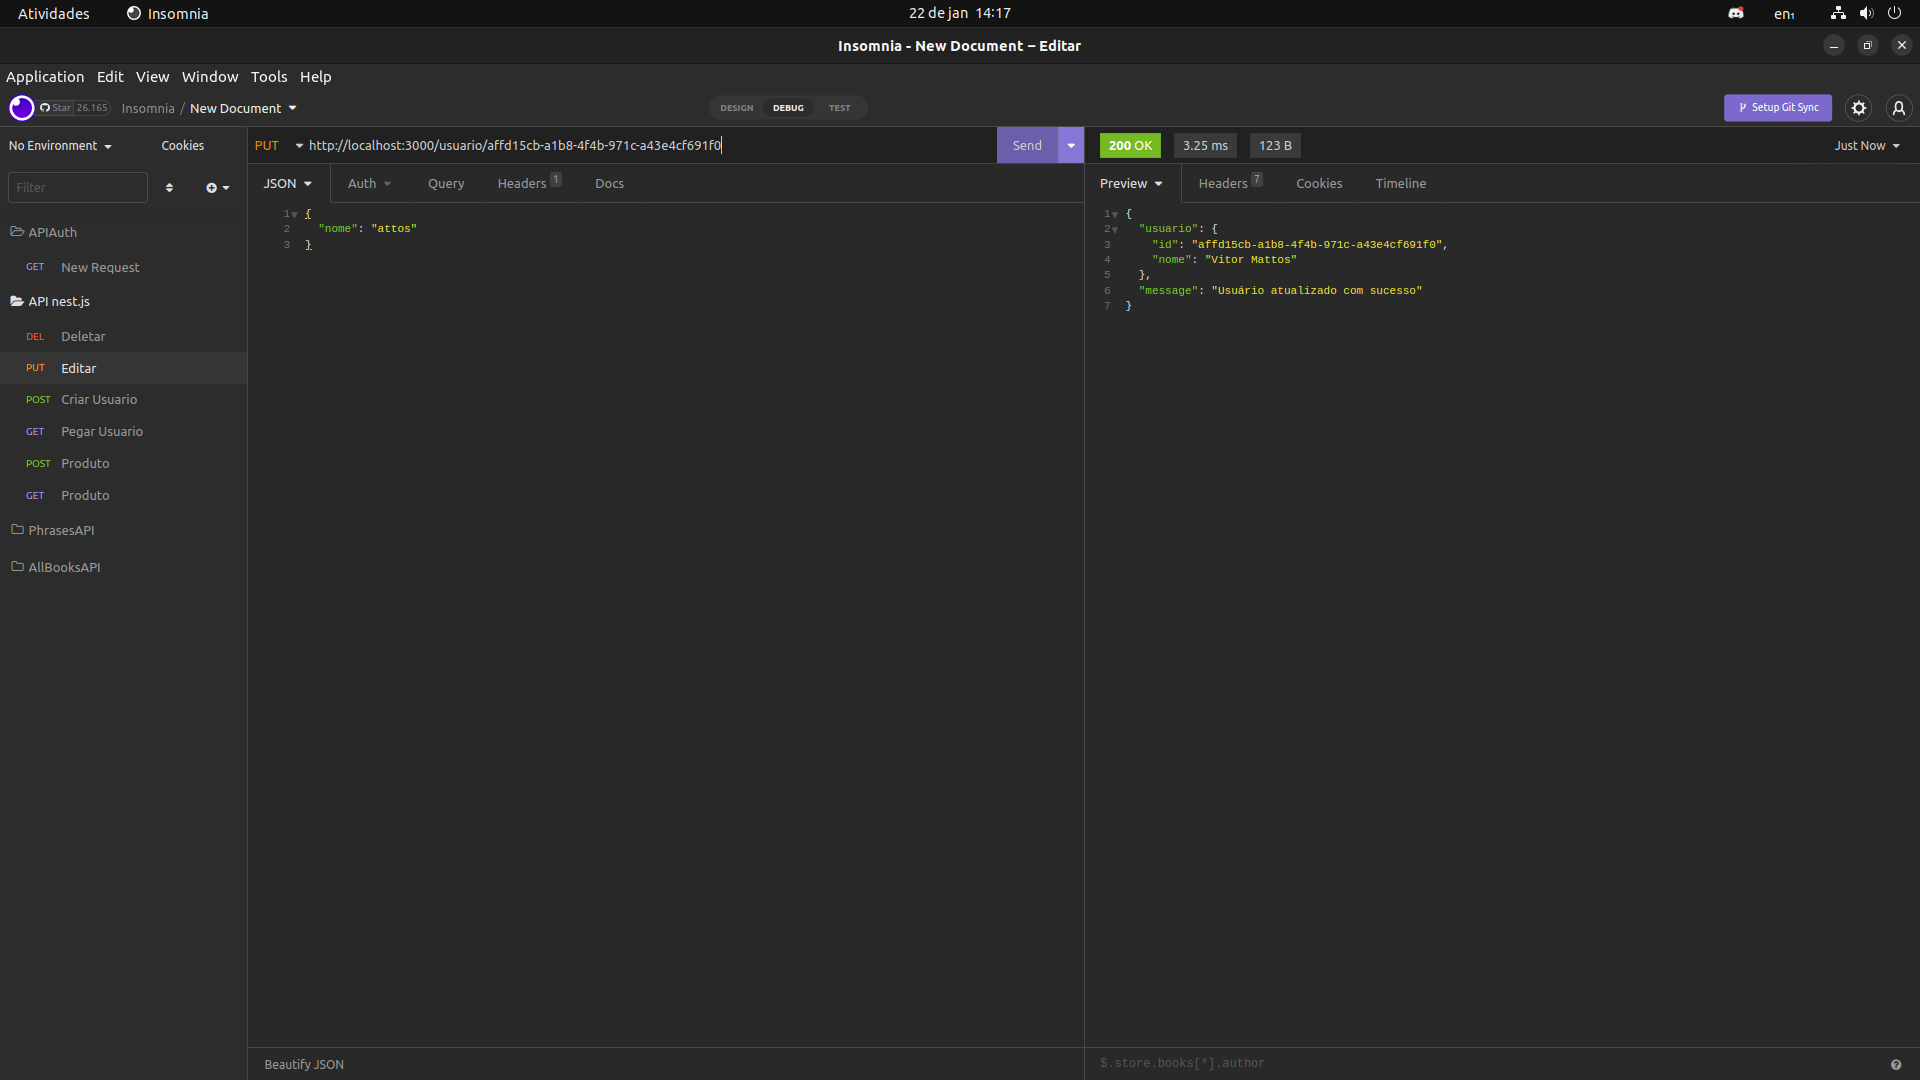 Atividades Insomnia 22 de jan 14:17 en₁
Insomnia - New Document – Editar
Application Edit View Window Tools Help
Star 26.165 Insomnia / New Document DESIGN DEBUG TEST Setup Git Sync
No Environment Cookies
Filter
APIAuth
GET New Request
API nest.js
DEL Deletar
PUT Editar
POST Criar Usuario
GET Pegar Usuario
POST Produto
GET Produto
PhrasesAPI
AllBooksAPI
PUT http://localhost:3000/usuario/affd15cb-a1b8-4f4b-971c-a43e4cf691f0 Send
JSON Auth Query Headers 1 Docs
1 {
2 "nome": "attos"
3 }
Beautify JSON
200 OK 3.25 ms 123 B Just Now
Preview Headers 7 Cookies Timeline
1 {
2 "usuario": {
3 "id": "affd15cb-a1b8-4f4b-971c-a43e4cf691f0",
4 "nome": "Vitor Mattos"
5 },
6 "message": "Usuário atualizado com sucesso"
7 }
$.store.books[*].author